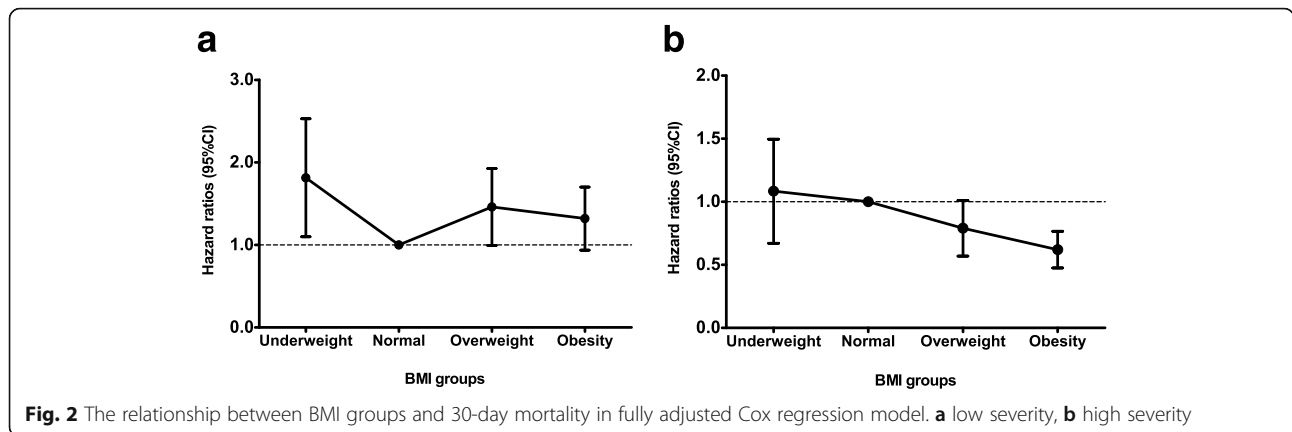 a
3.0
2.0
1.0
0.0
Hazard ratios (95%CI)
Underweight Normal Overweight Obesity
BMI groups
b
2.0
1.5
1.0
0.5
0.0
Hazard ratios (95%CI)
Underweight Normal Overweight Obesity
BMI groups
Fig. 2 The relationship between BMI groups and 30-day mortality in fully adjusted Cox regression model. a low severity, b high severity